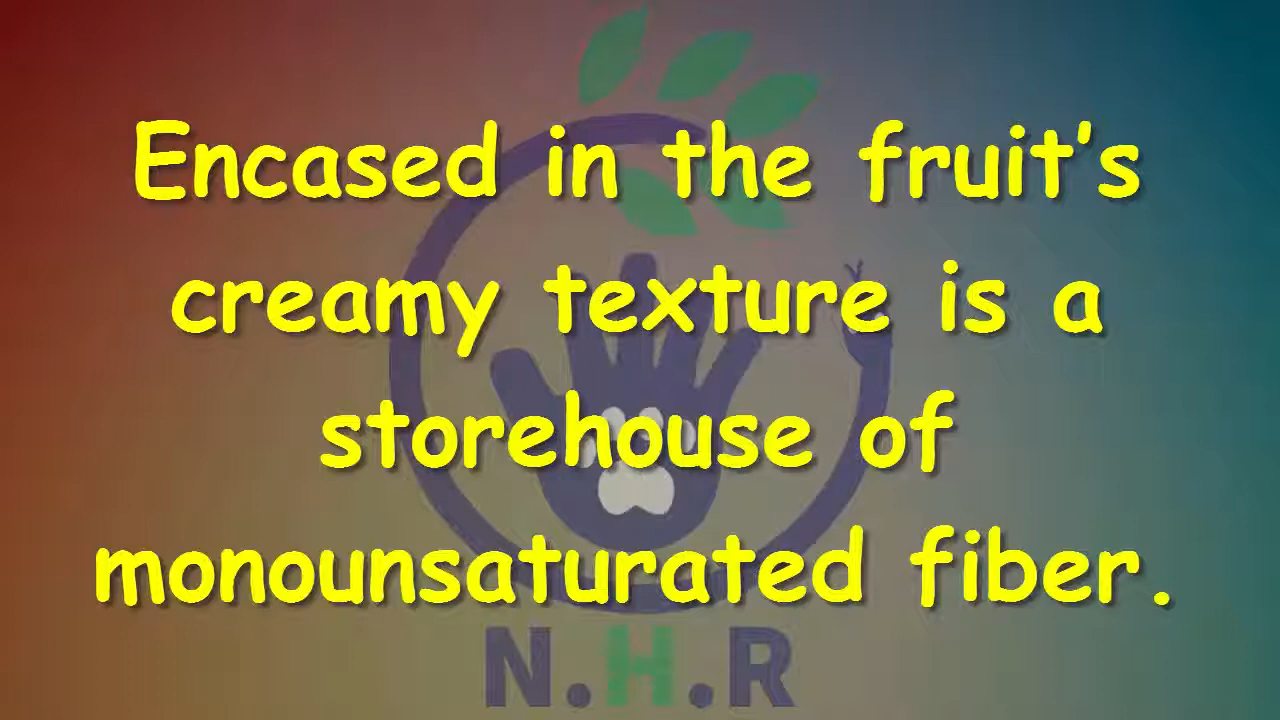 Encased in the fruit’s
creamy texture is a
storehouse of
monounsaturated fiber.
N.H.R